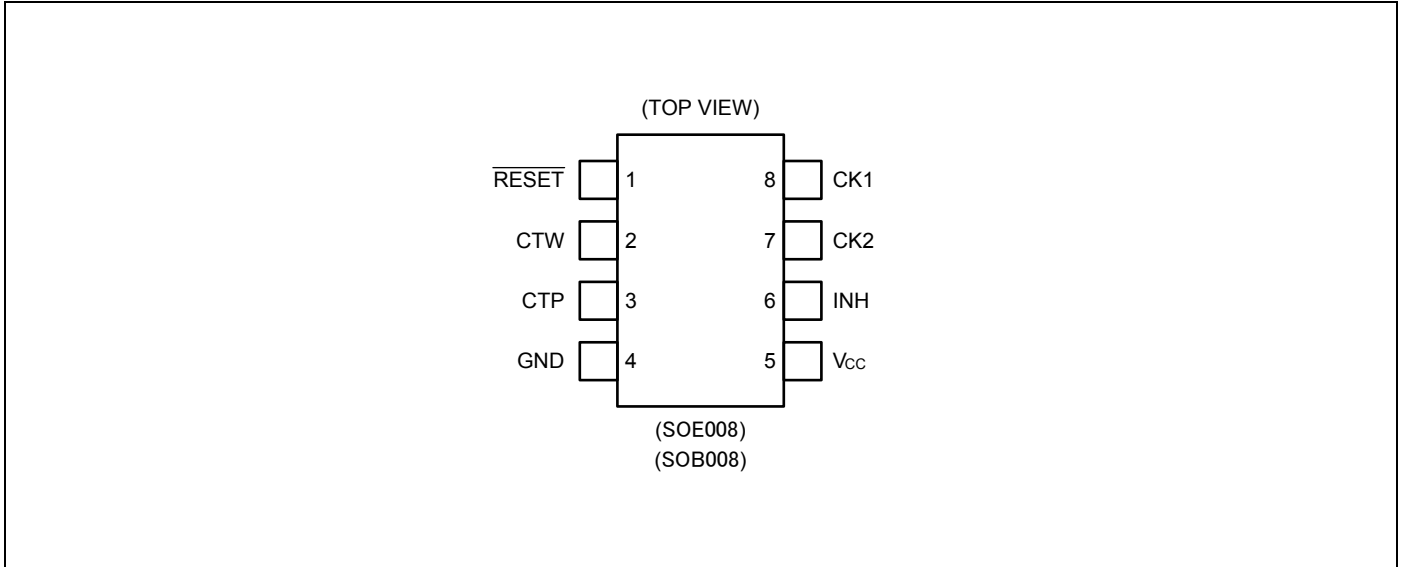 (TOP VIEW)
RESET 1 8 CK1
CTW 2 7 CK2
CTP 3 6 INH
GND 4 5 VCC
(SOE008)
(SOB008)